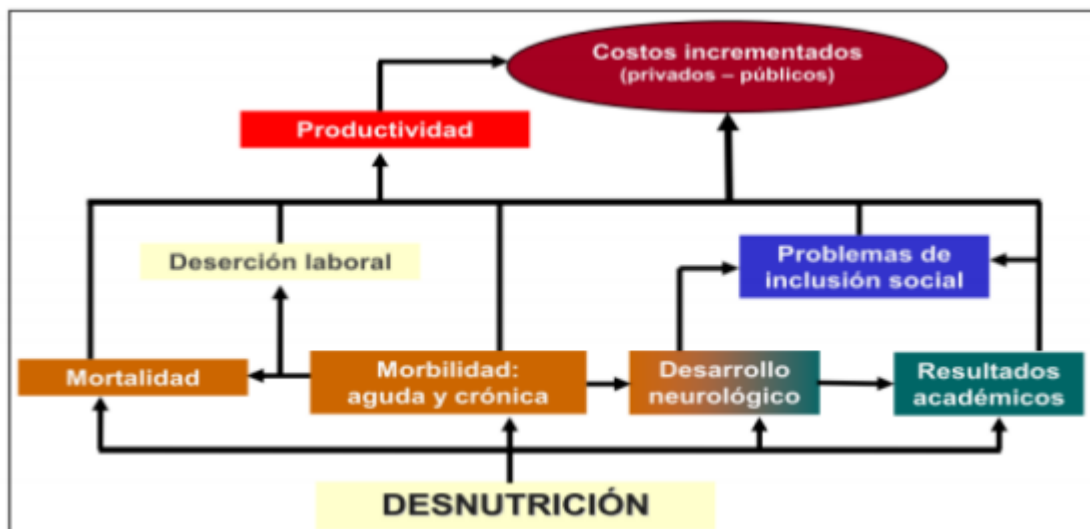 Costos incrementados
(privados – públicos)
Productividad
Deserción laboral
Problemas de
inclusión social
Mortalidad
Morbilidad:
aguda y crónica
Desarrollo
neurológico
Resultados
académicos
DESNUTRICIÓN